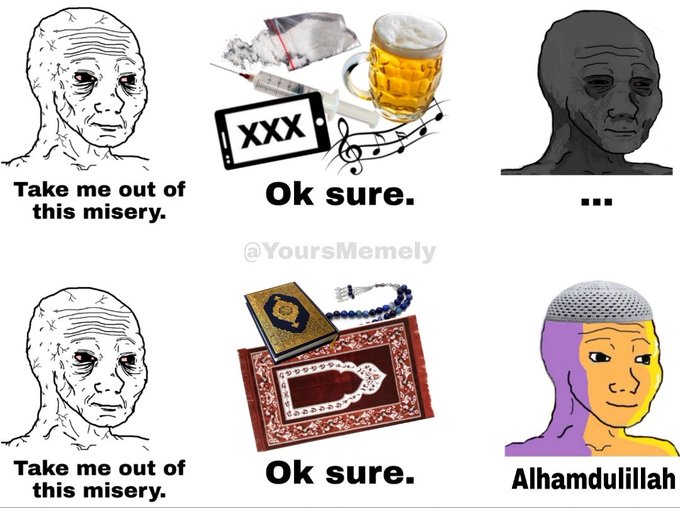 XXX
Take me out of
this misery.
Ok sure.
...
@YoursMemely
Take me out of
this misery.
Ok sure.
Alhamdulillah